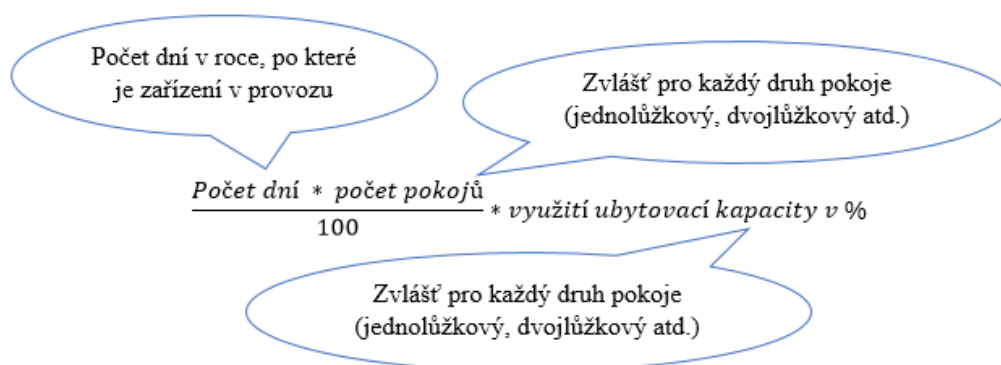 Počet dní v roce, po které
je zařízení v provozu
Zvlášť pro každý druh pokoje
(jednolůžkový, dvojlůžkový atd.)
Počet dní * počet pokojů
100
* využití ubytovací kapacity v %
Zvlášť pro každý druh pokoje
(jednolůžkový, dvojlůžkový atd.)